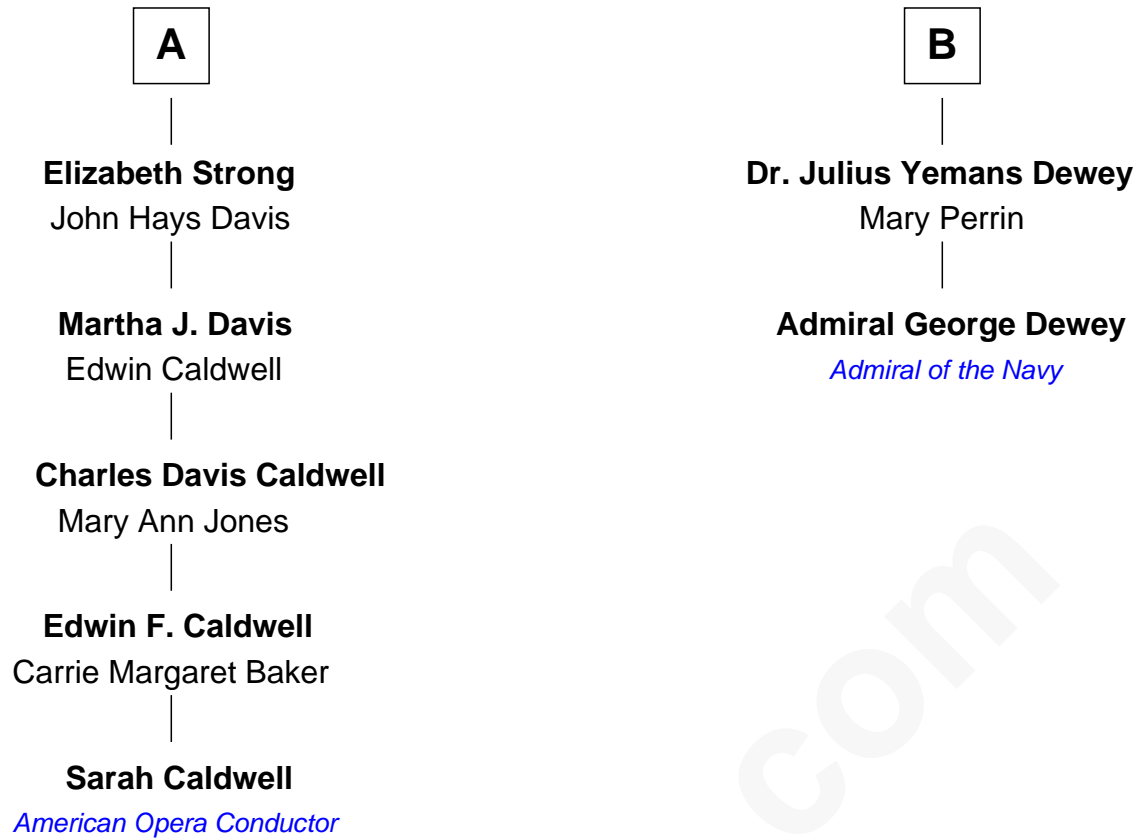 A
Elizabeth Strong
John Hays Davis
Martha J. Davis
Edwin Caldwell
Charles Davis Caldwell
Mary Ann Jones
Edwin F. Caldwell
Carrie Margaret Baker
Sarah Caldwell
American Opera Conductor
B
Dr. Julius Yemans Dewey
Mary Perrin
Admiral George Dewey
Admiral of the Navy
com